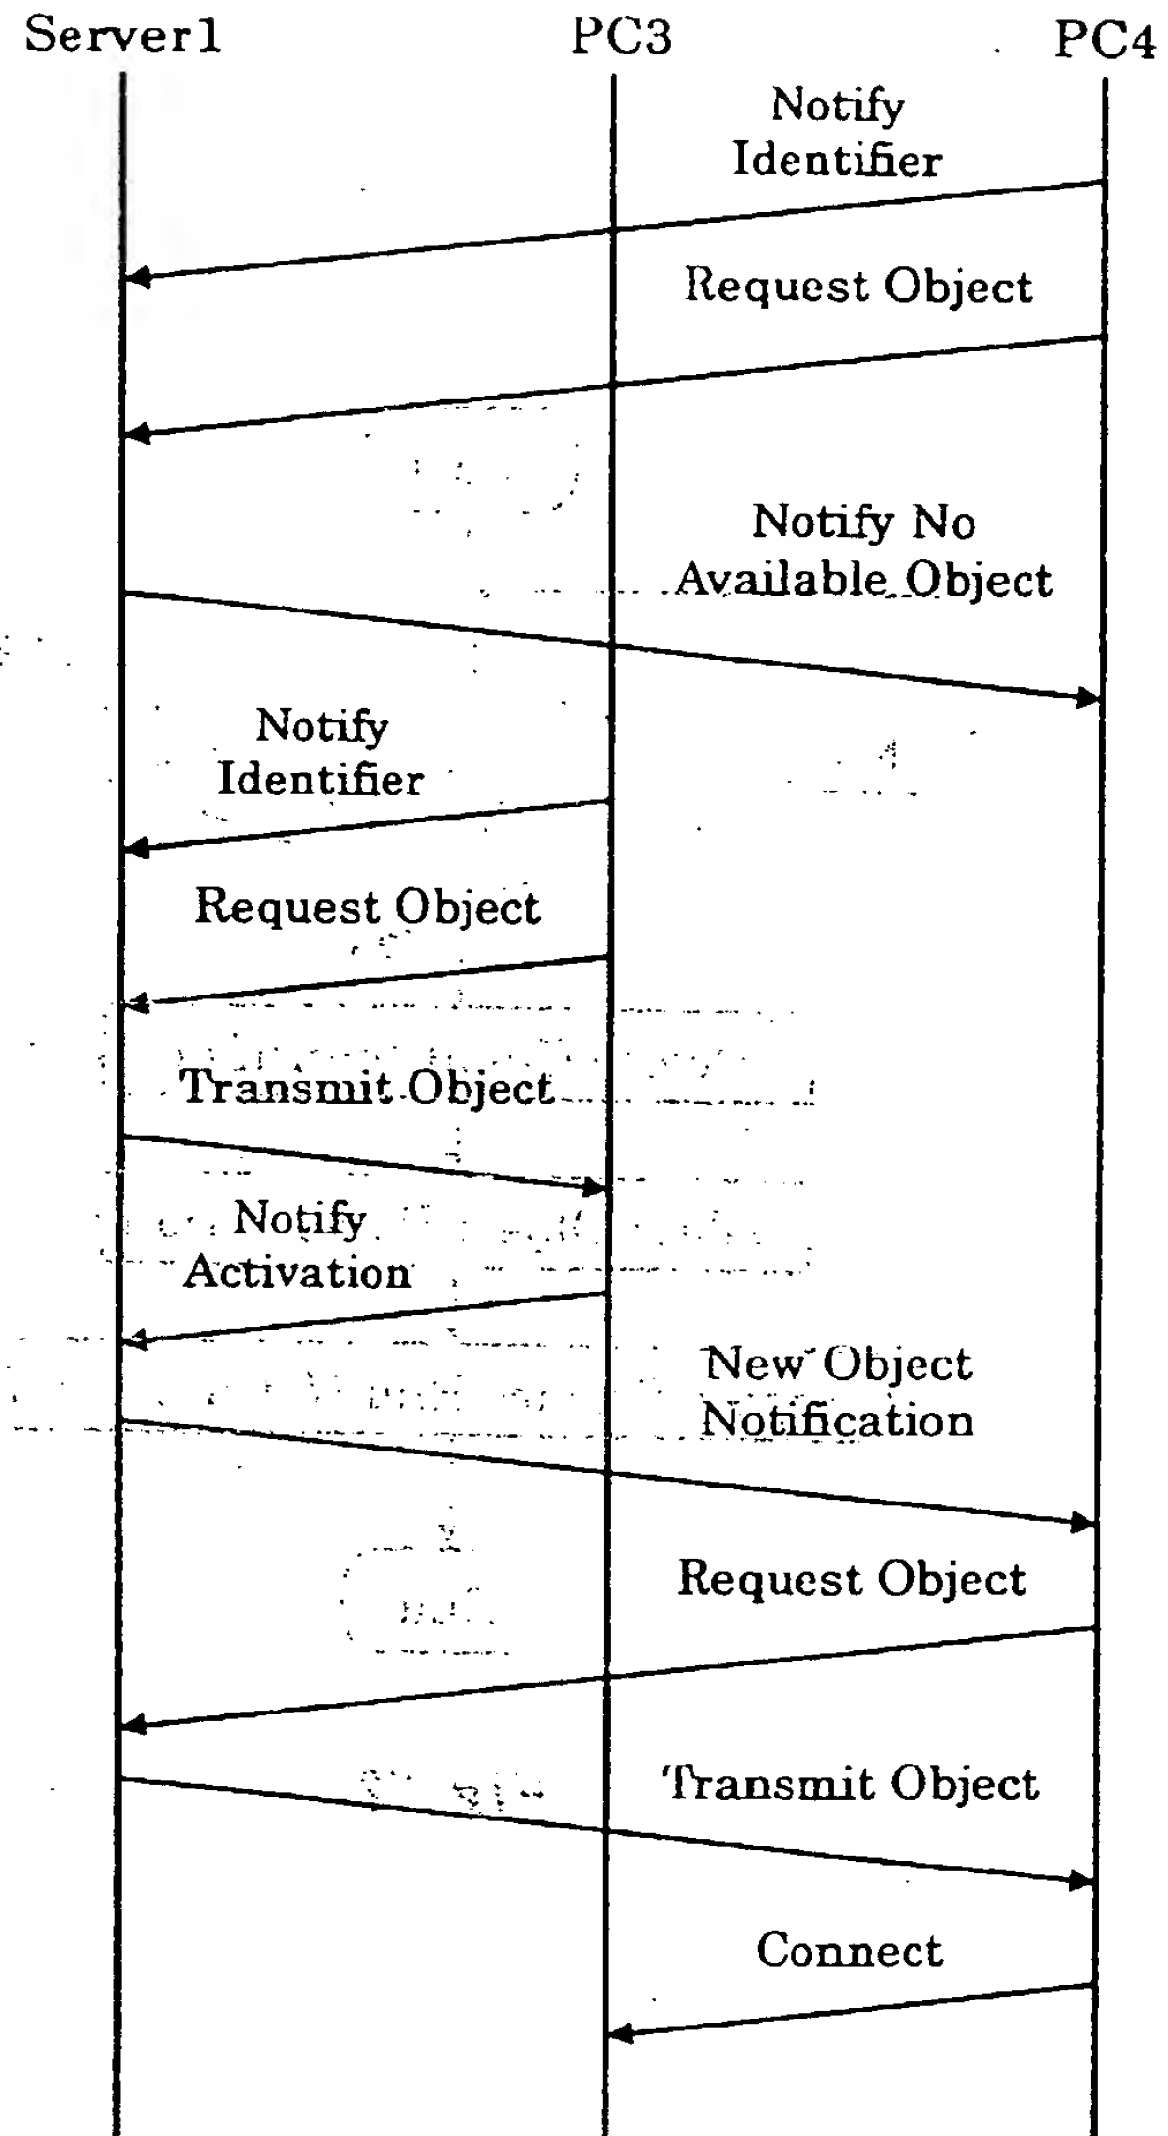 Server1
PC3
PC4
Notify
Identifier
Request Object
Notify No
Available Object
Notify
Identifier
Request Object
Transmit Object
Notify
Activation
New Object
Notification
Request Object
Transmit Object
Connect